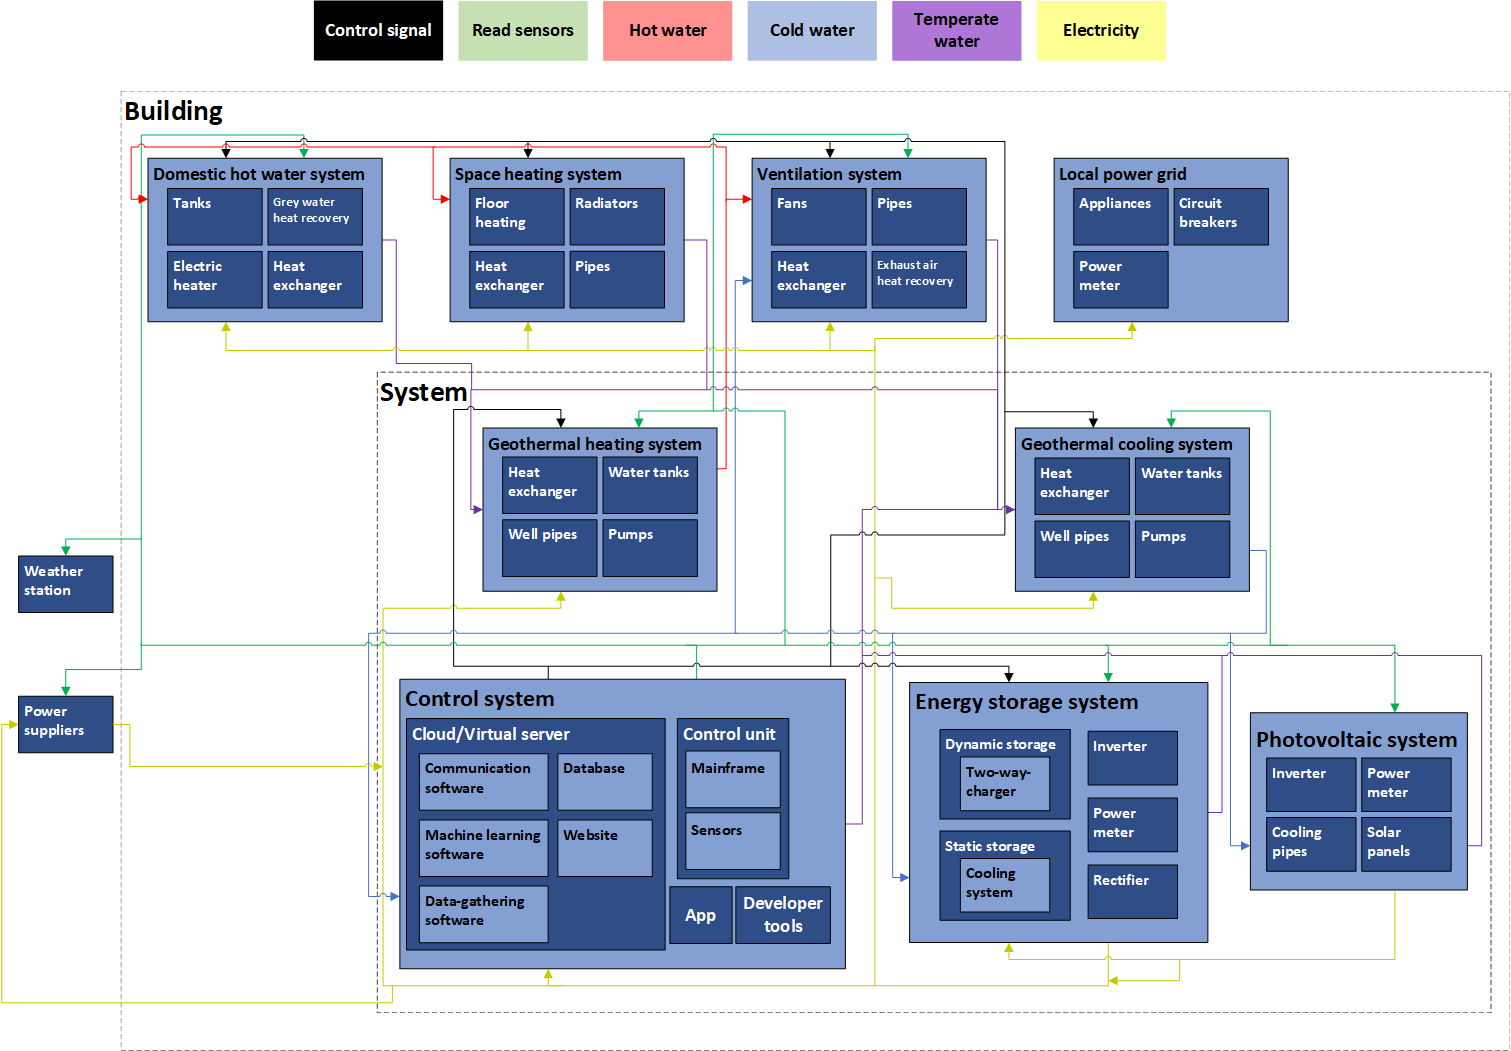 Control signal
Read sensors
Hot water
Cold water
Temperate
water
Electricity
Building
Domestic hot water system
Tanks
Grey water
heat recovery
Electric
heater
Heat
exchanger
Space heating system
Floor
heating
Radiators
Heat
exchanger
Pipes
Ventilation system
Fans
Pipes
Heat
exchanger
Exhaust air
heat recovery
Local power grid
Appliances
Circuit
breakers
Power
meter
System
Geothermal heating system
Heat
exchanger
Water tanks
Well pipes
Pumps
Geothermal cooling system
Heat
exchanger
Water tanks
Well pipes
Pumps
Weather
station
Power
suppliers
Control system
Cloud/Virtual server
Communication
software
Database
Machine learning
software
Website
Data-gathering
software
Control unit
Mainframe
Sensors
App
Developer
tools
Energy storage system
Dynamic storage
Two-way-
charger
Static storage
Cooling
system
Inverter
Power
meter
Rectifier
Photovoltaic system
Inverter
Power
meter
Cooling
pipes
Solar
panels